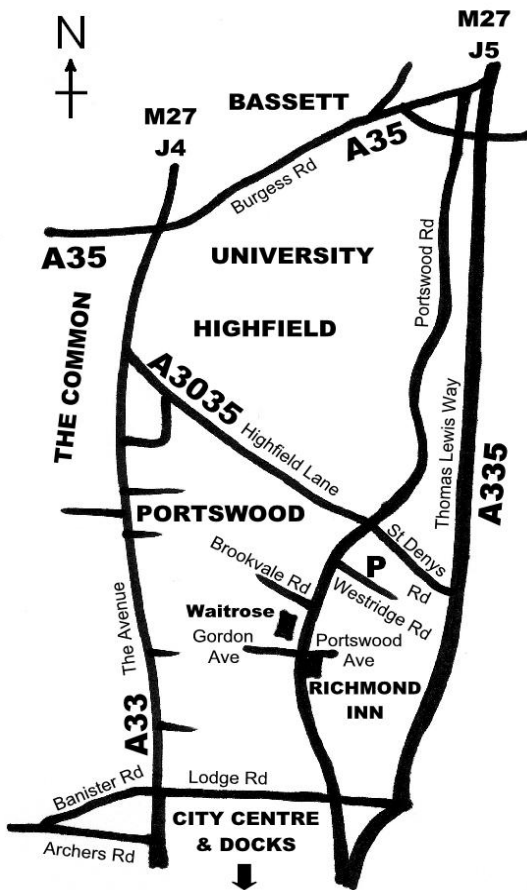 N
M27
J5
BASSETT
M27
J4
A35
Burgess Rd
A35
UNIVERSITY
Portswood Rd
HIGHFIELD
THE COMMON
A3035
Highfield Lane
Thomas Lewis Way
A335
PORTSWOOD
St Denys
Rd
P
Brookvale Rd
Westridge Rd
Waitrose
Gordon
Ave
Portswood
Ave
The Avenue
RICHMOND
INN
A33
Banister Rd
Lodge Rd
CITY CENTRE
& DOCKS
Archers Rd